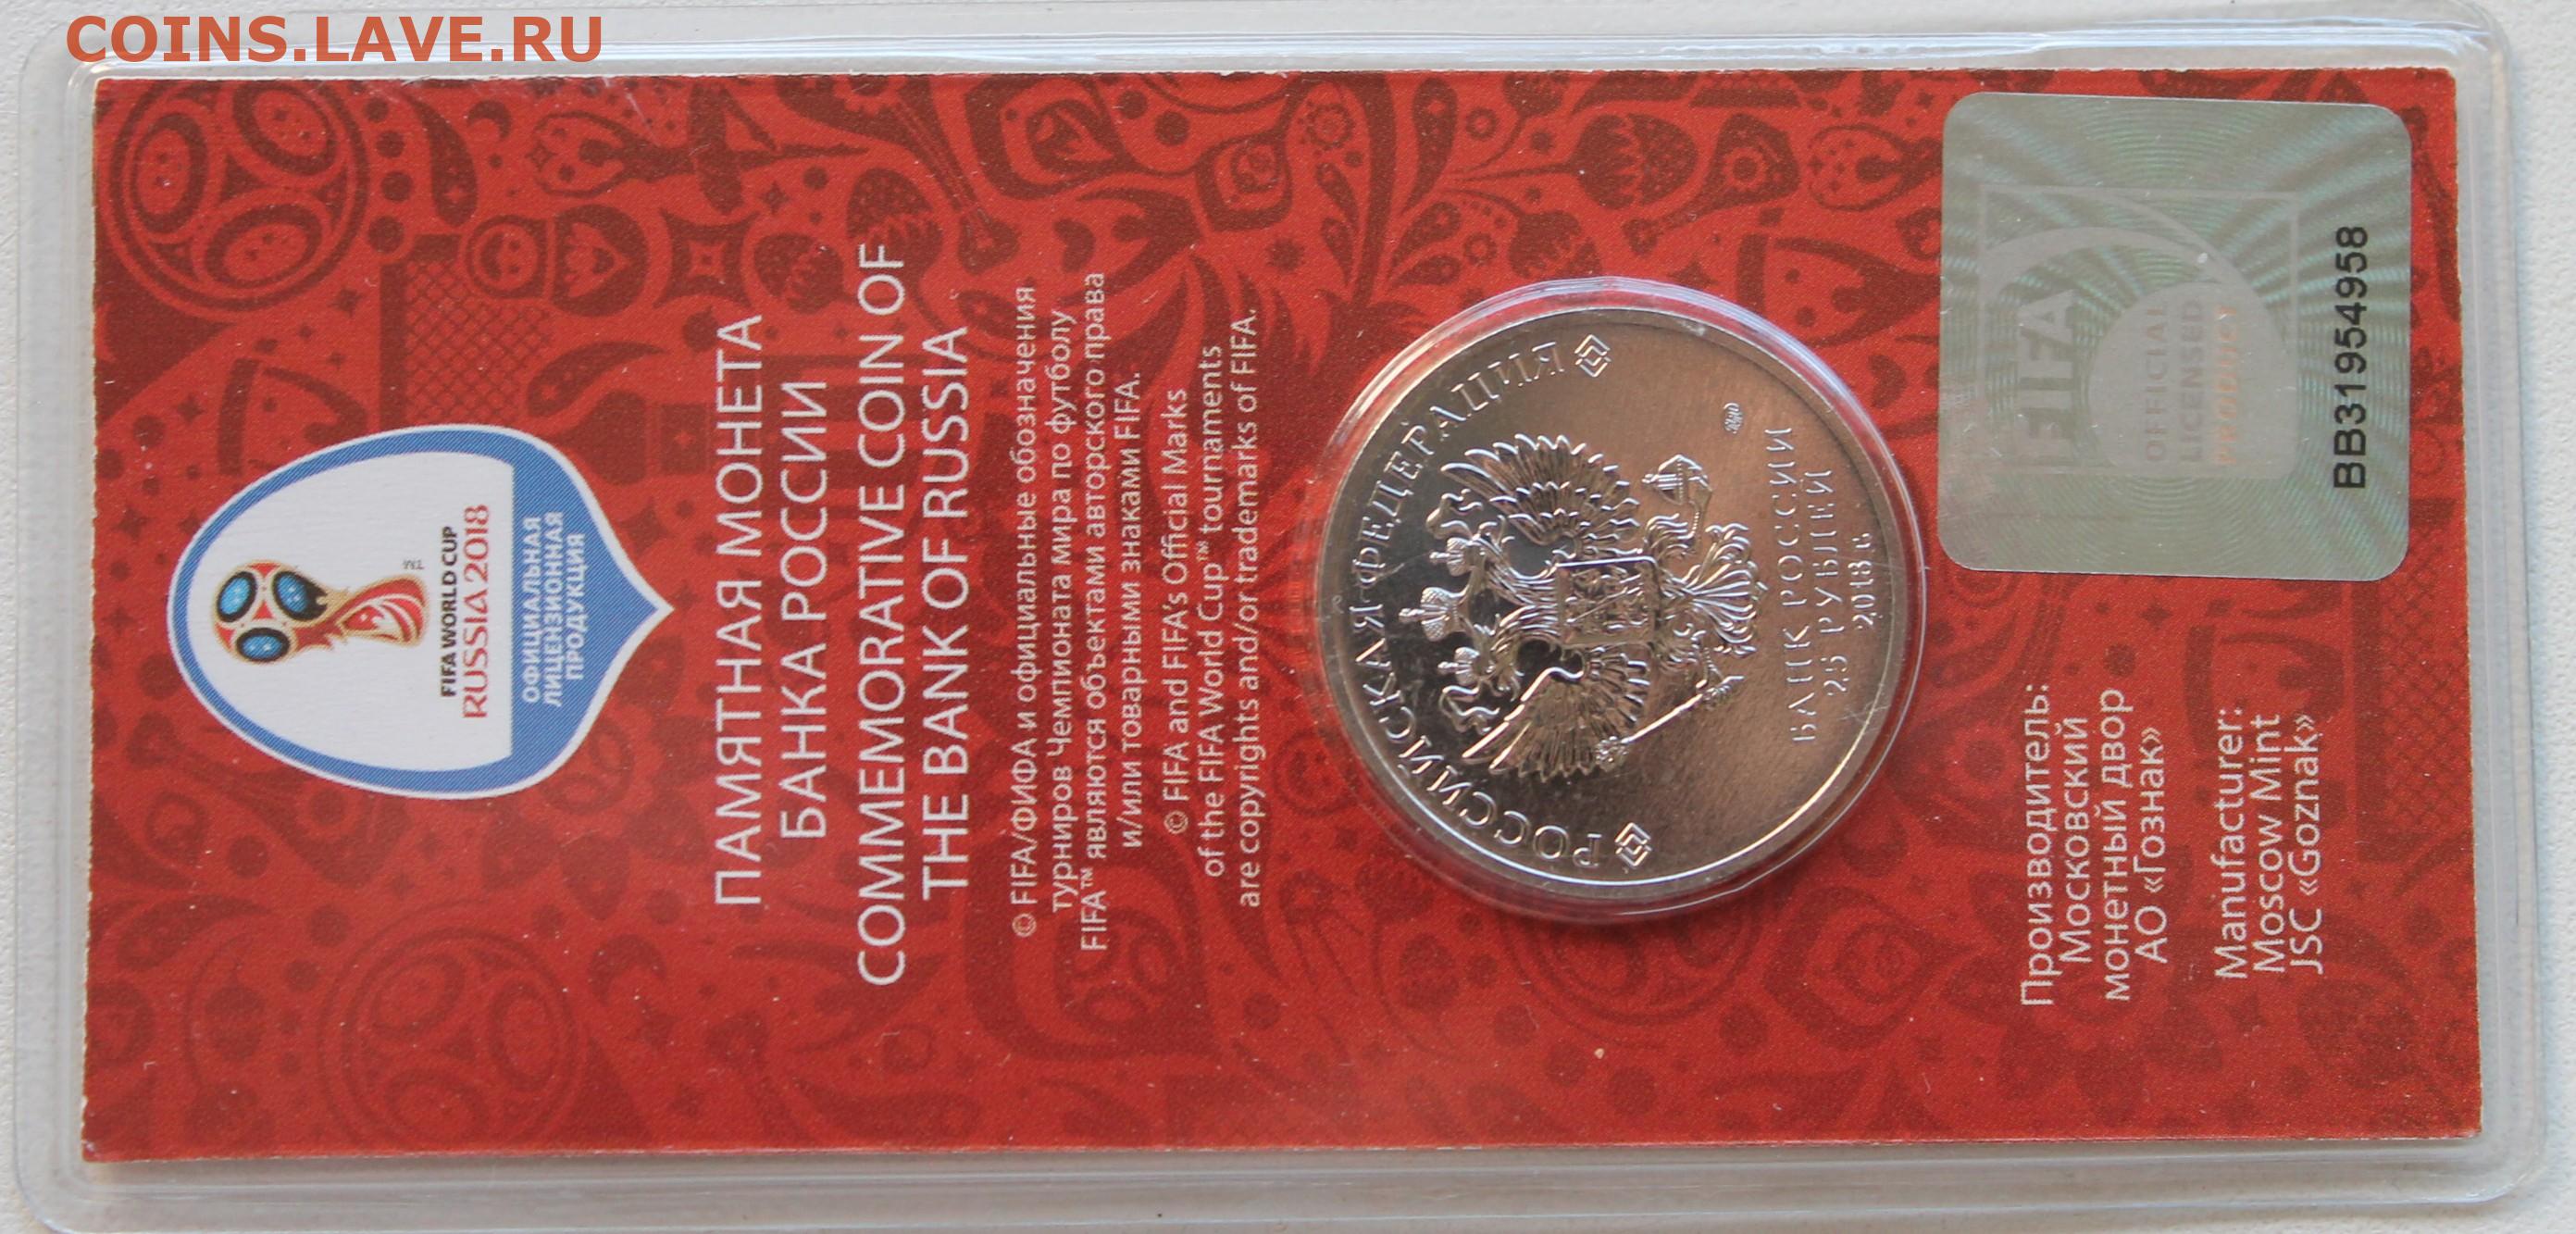 COINS.LAVE.RU
FIFA WORLD CUP
RUSSIA 2018
TM
ОФИЦИАЛЬНАЯ
ЛИЦЕНЗИОННАЯ
ПРОДУКЦИЯ
ПАМЯТНАЯ МОНЕТА
БАНКА РОССИИ
COMMEMORATIVE COIN OF
THE BANK OF RUSSIA
© FIFA/ФИФА и официальные обозначения
турниров Чемпионата мира по футболу
FIFA™ являются объектами авторского права
и/или товарными знаками FIFA.
© FIFA and FIFA's Official Marks
of the FIFA World Cup™ tournaments
are copyrights and/or trademarks of FIFA.
РОССИЙСКАЯ ФЕДЕРАЦИЯ
БАНК РОССИИ
25 РУБЛЕЙ
2018 г.
FIFA
OFFICIAL
LICENSED
PRODUCT
BB31954958
Производитель:
Московский
монетный двор
АО «Гознак»
Manufacturer:
Moscow Mint
JSC «Goznak»